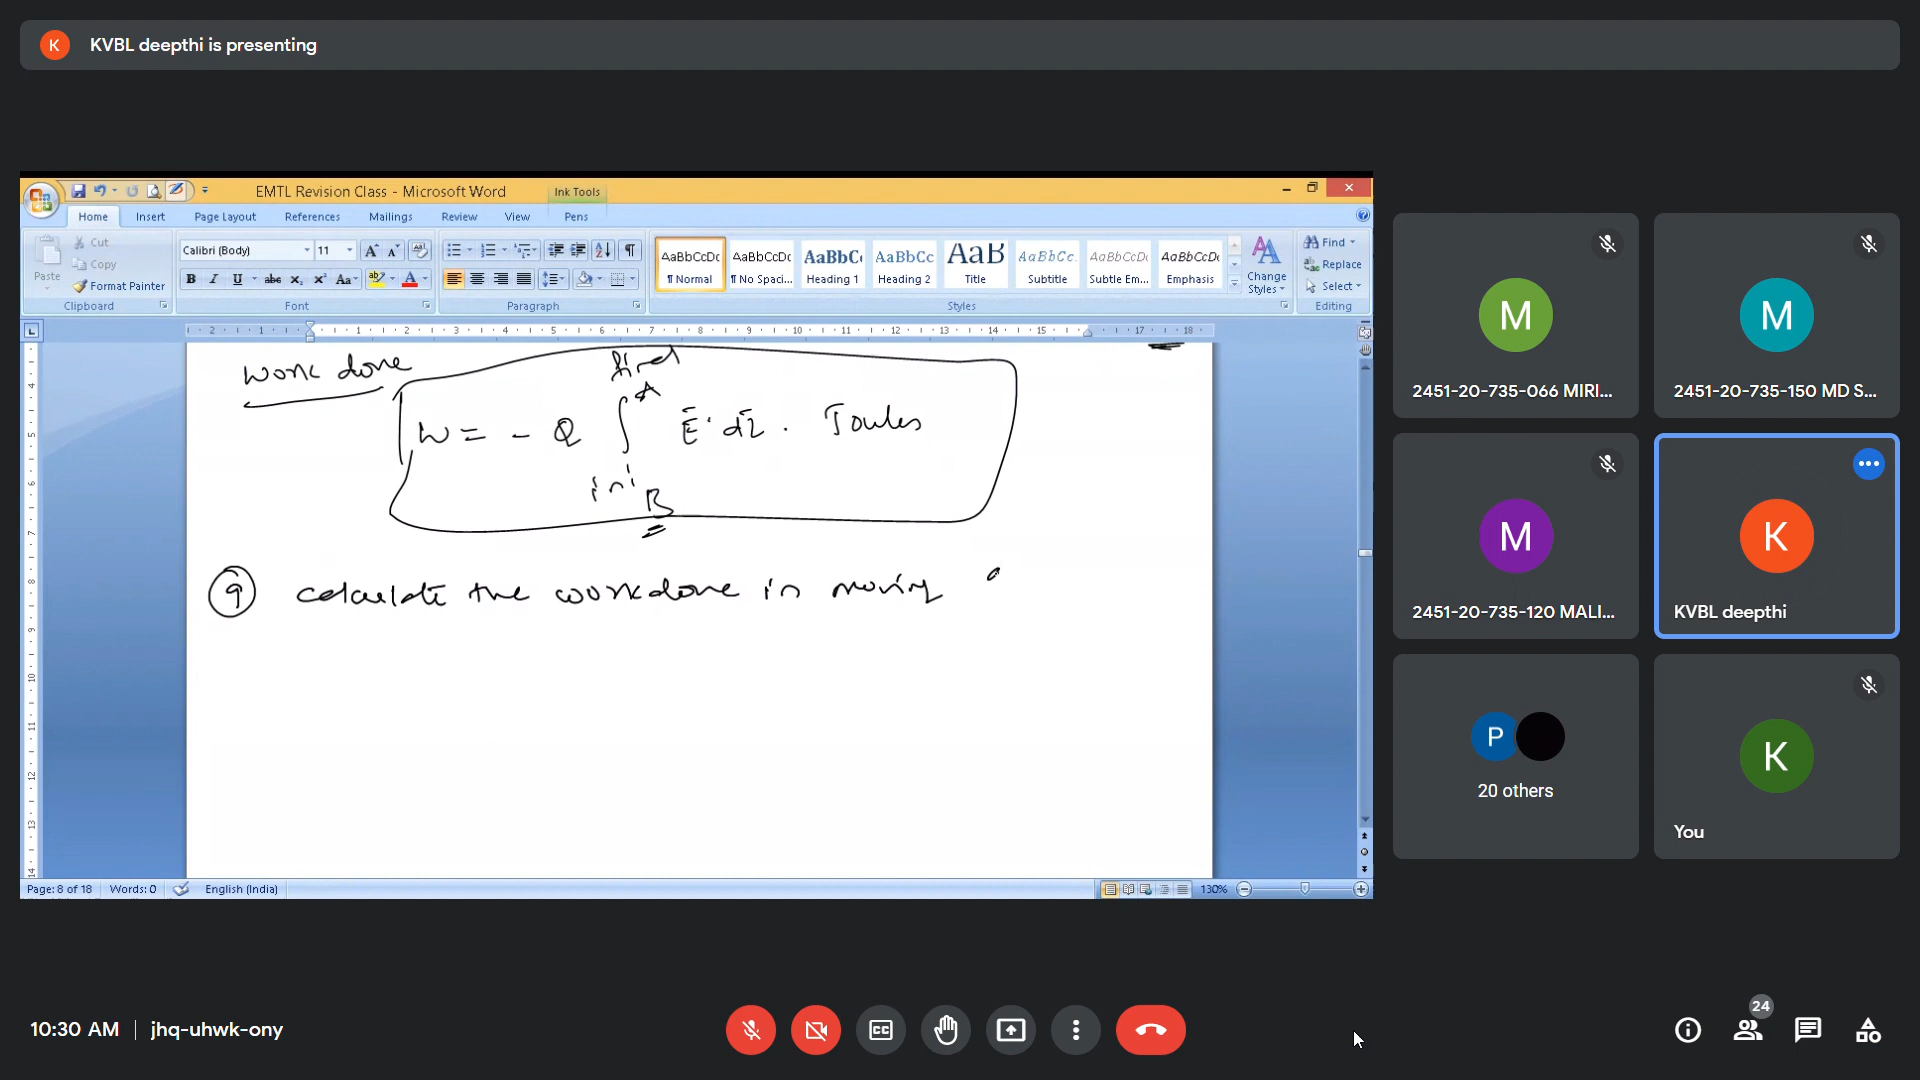 K KVBL deepthi is presenting
EMTL Revision Class - Microsoft Word
Ink Tools
Home Insert Page Layout References Mailings Review View Pens
Paste
Cut
Copy
Format Painter
Clipboard
Calibri (Body) 11
Font
Paragraph
AaBbCcDc AaBbCcDc AaBbC AaBbCc AaB AaBbCc. AaBbCcDc AaBbCcDc
¶ Normal ¶ No Spaci... Heading 1 Heading 2 Title Subtitle Subtle Em... Emphasis
Change Styles
Styles
Find
Replace
Select
Editing
work done
final
A
W = - Q ∫ Ē · dL̄ . Joules
ini
B
calculate the workdone in moving
Page: 8 of 18 Words: 0 English (India) 130%
M
2451-20-735-066 MIRI...
M
2451-20-735-150 MD S...
M
2451-20-735-120 MALI...
K
KVBL deepthi
P
20 others
K
You
10:30 AM | jhq-uhwk-ony
CC
24